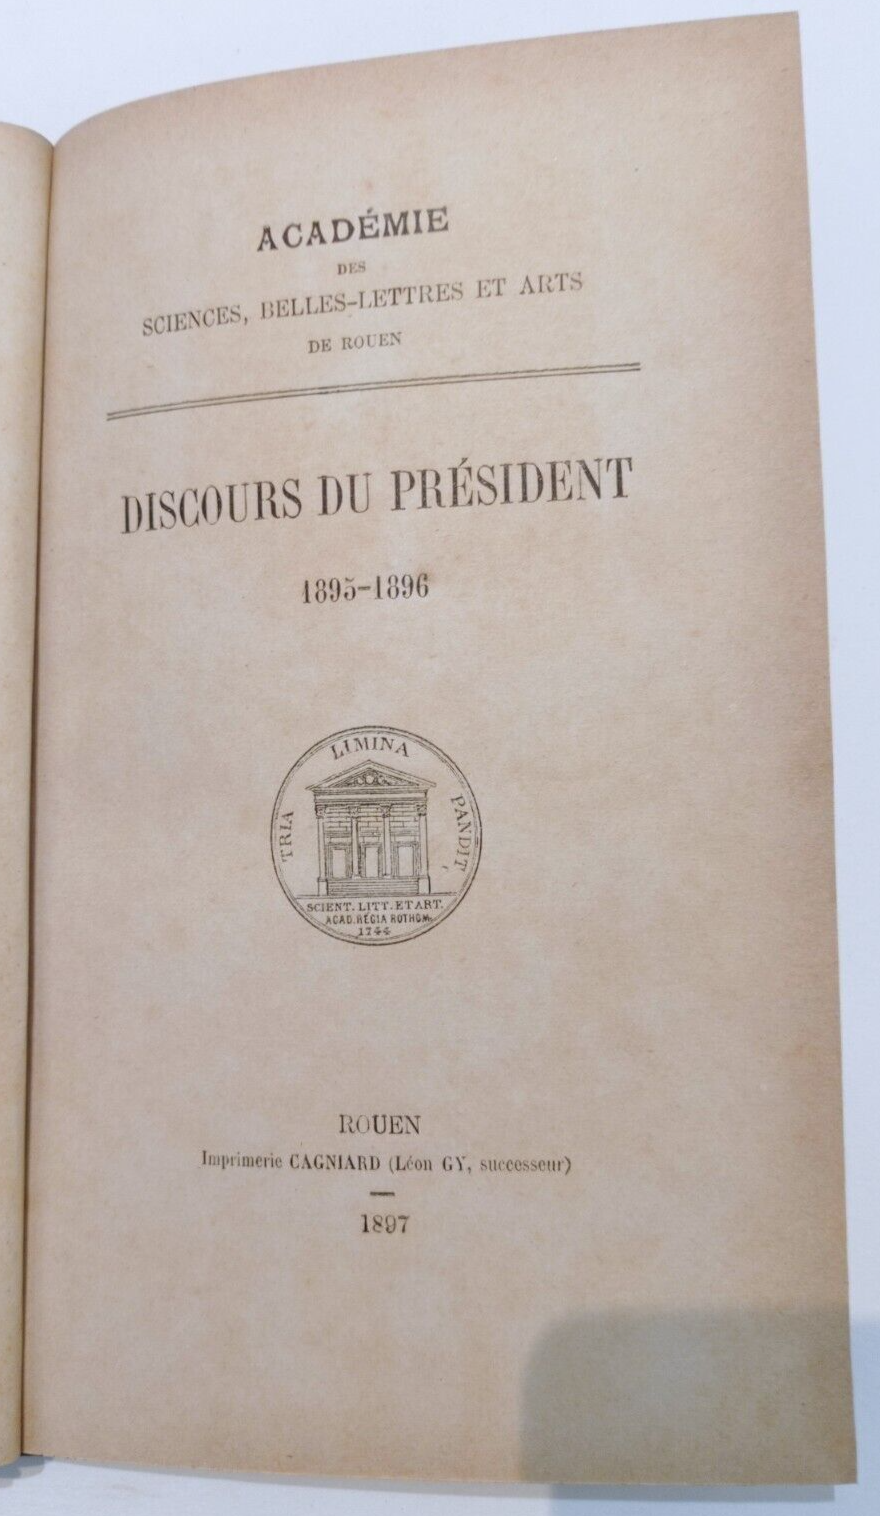 ACADÉMIE
DES
SCIENCES, BELLES-LETTRES ET ARTS
DE ROUEN
DISCOURS DU PRÉSIDENT
1895-1896
TRIA LIMINA PANDIT
SCIENT. LITT. ET ART.
ACAD. REGIA ROTHOM.
1744
ROUEN
Imprimerie CAGNIARD (Léon GY, successeur)
1897